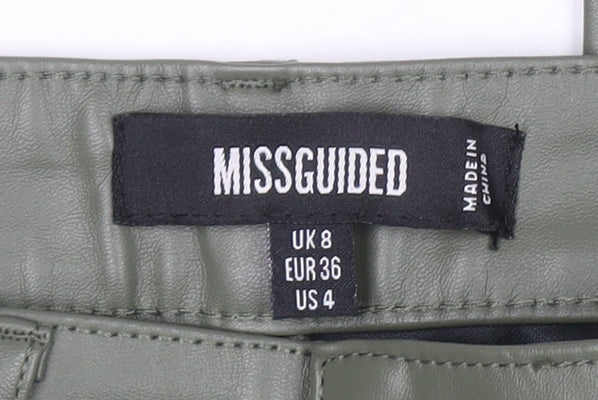 MISSGUIDED
MADE IN
CHINA
UK 8
EUR 36
US 4